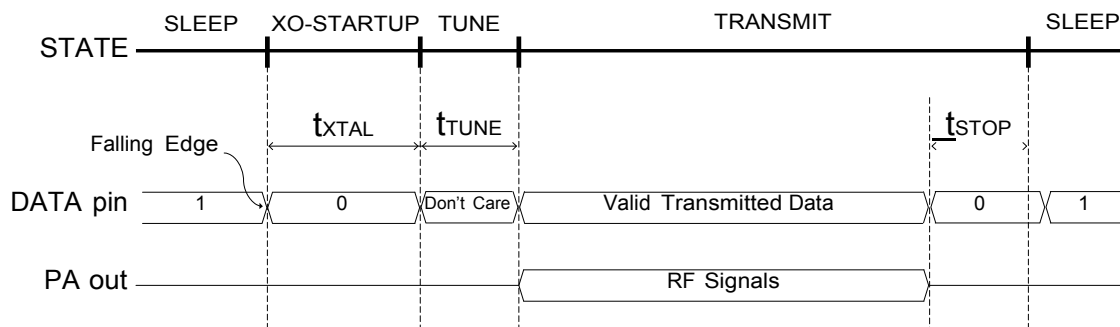 SLEEP XO-STARTUP TUNE TRANSMIT SLEEP
STATE
tXTAL tTUNE tSTOP
Falling Edge
DATA pin 1 0 Don't Care Valid Transmitted Data 0 1
PA out RF Signals